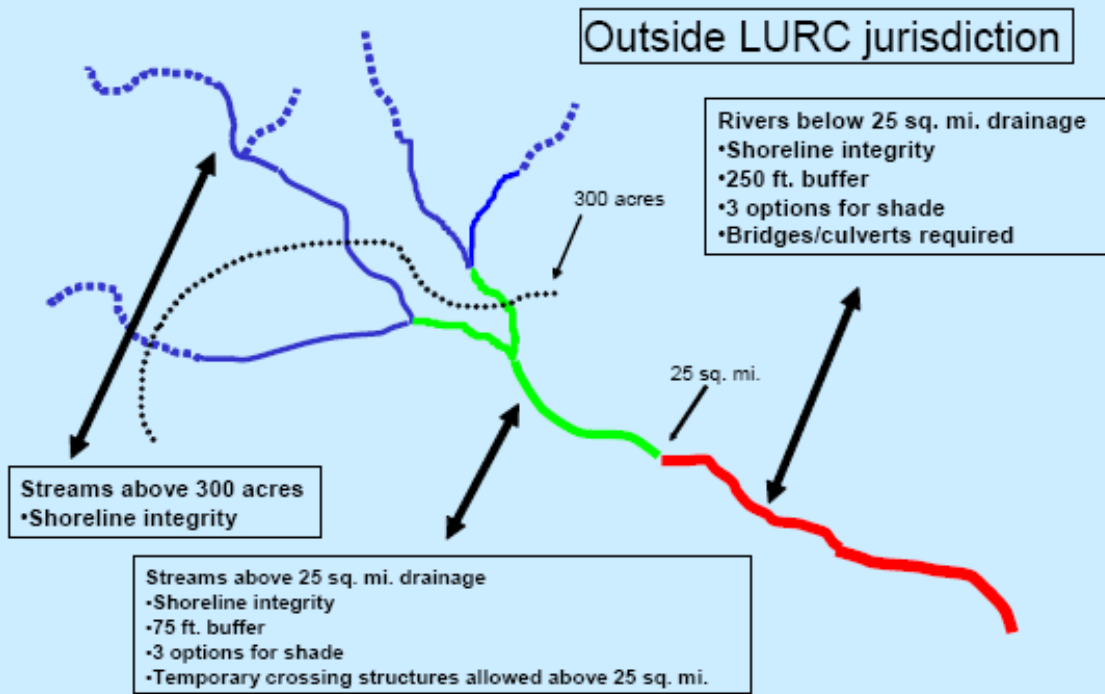 Outside LURC jurisdiction
Rivers below 25 sq. mi. drainage
•Shoreline integrity
•250 ft. buffer
•3 options for shade
•Bridges/culverts required
300 acres
25 sq. mi.
Streams above 300 acres
•Shoreline integrity
Streams above 25 sq. mi. drainage
•Shoreline integrity
•75 ft. buffer
•3 options for shade
•Temporary crossing structures allowed above 25 sq. mi.